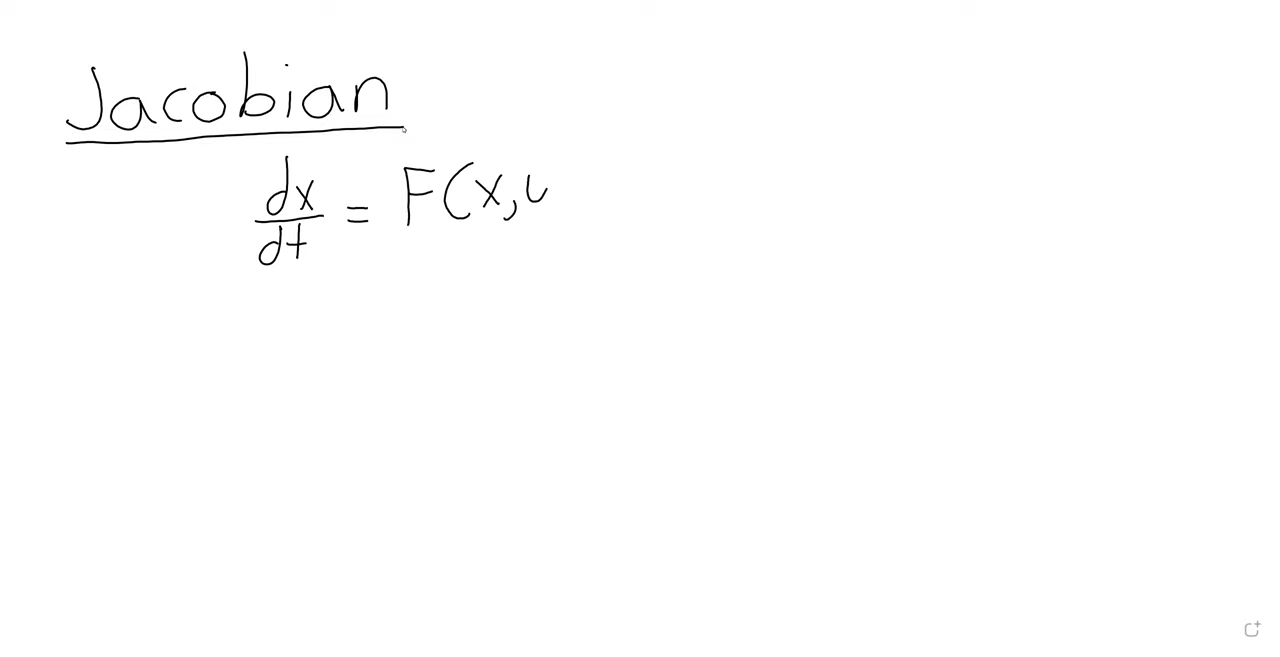 Jacobian
dx/dt = F(x,